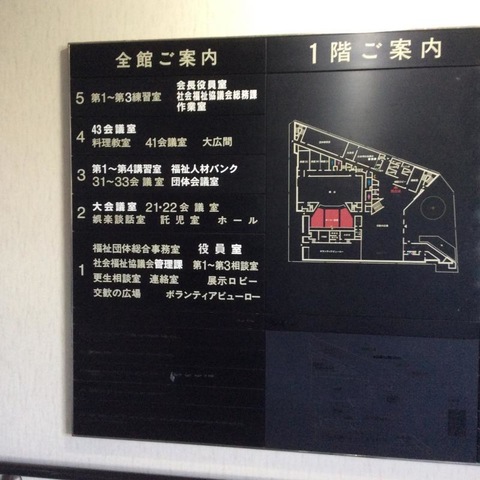 全館ご案内
5 第1~第3練習室 会長役員室
社会福祉協議会総務課
作業室
4 43会議室
料理教室 41会議室 大広間
3 第1~第4講習室 福祉人材バンク
31~33会議室 団体会議室
2 大会議室 21・22会議室
娯楽談話室 託児室 ホール
1 福祉団体総合事務室 役員室
社会福祉協議会管理課 第1~第3相談室
更生相談室 連絡室 展示ロビー
交歓の広場 ボランティアビューロー
1階ご案内